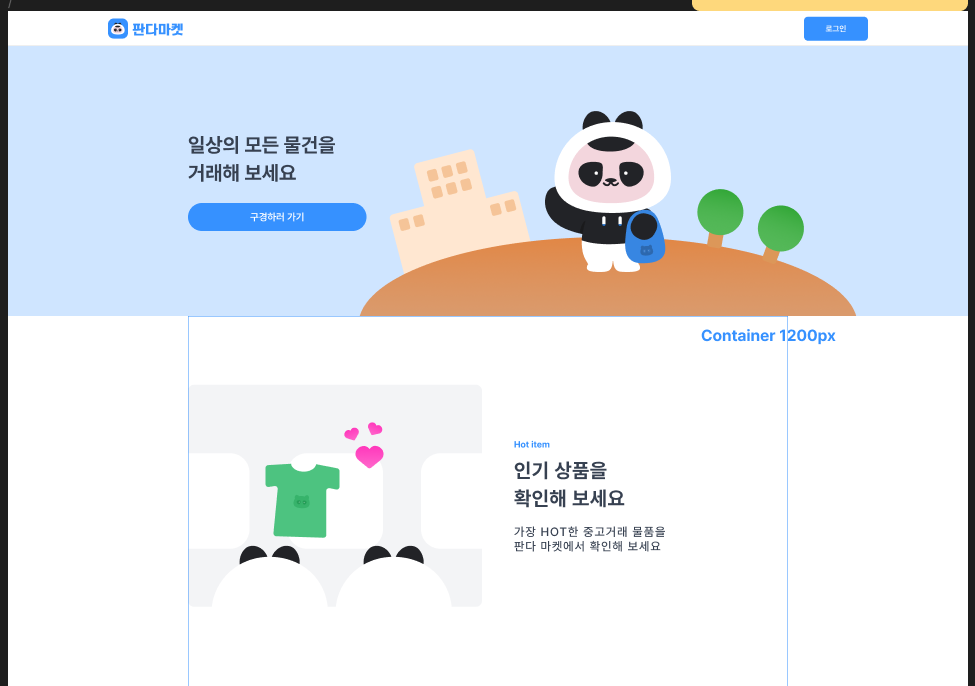 판다마켓
로그인
일상의 모든 물건을
거래해 보세요
구경하러 가기
Container 1200px
Hot item
인기 상품을
확인해 보세요
가장 HOT한 중고거래 물품을
판다 마켓에서 확인해 보세요